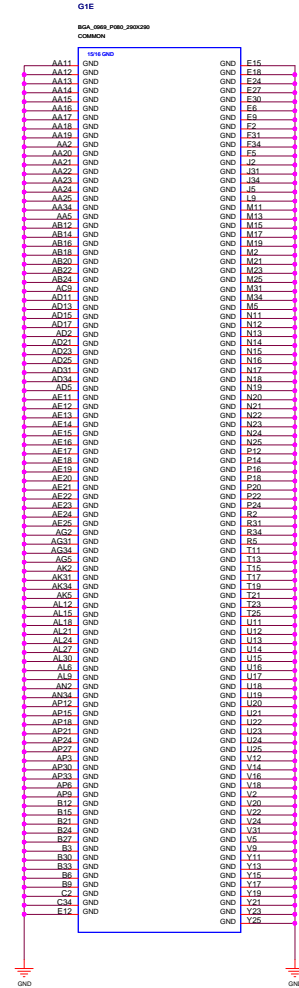 G1E
BGA_0969_P080_290X290
COMMON
15/16 GND
AA11 GND GND E15
AA12 GND GND E18
AA13 GND GND E24
AA14 GND GND E27
AA15 GND GND E30
AA16 GND GND E6
AA17 GND GND E9
AA18 GND GND F2
AA19 GND GND F31
AA2 GND GND F34
AA20 GND GND F5
AA21 GND GND J2
AA22 GND GND J31
AA23 GND GND J34
AA24 GND GND J5
AA25 GND GND L9
AA34 GND GND M11
AA5 GND GND M13
AB12 GND GND M15
AB14 GND GND M17
AB16 GND GND M19
AB18 GND GND M2
AB20 GND GND M21
AB22 GND GND M23
AB24 GND GND M25
AC9 GND GND M31
AD11 GND GND M34
AD13 GND GND M5
AD15 GND GND N11
AD17 GND GND N12
AD2 GND GND N13
AD21 GND GND N14
AD23 GND GND N15
AD25 GND GND N16
AD31 GND GND N17
AD34 GND GND N18
AD5 GND GND N19
AE11 GND GND N20
AE12 GND GND N21
AE13 GND GND N22
AE14 GND GND N23
AE15 GND GND N24
AE16 GND GND N25
AE17 GND GND P12
AE18 GND GND P14
AE19 GND GND P16
AE20 GND GND P18
AE21 GND GND P20
AE22 GND GND P22
AE23 GND GND P24
AE24 GND GND R2
AE25 GND GND R31
AG2 GND GND R34
AG31 GND GND R5
AG34 GND GND T11
AG5 GND GND T13
AK2 GND GND T15
AK31 GND GND T17
AK34 GND GND T19
AK5 GND GND T21
AL12 GND GND T23
AL15 GND GND T25
AL18 GND GND U11
AL21 GND GND U12
AL24 GND GND U13
AL27 GND GND U14
AL30 GND GND U15
AL6 GND GND U16
AL9 GND GND U17
AN2 GND GND U18
AN34 GND GND U19
AP12 GND GND U20
AP15 GND GND U21
AP18 GND GND U22
AP21 GND GND U23
AP24 GND GND U24
AP27 GND GND U25
AP3 GND GND V12
AP30 GND GND V14
AP33 GND GND V16
AP6 GND GND V18
AP9 GND GND V2
B12 GND GND V20
B15 GND GND V22
B21 GND GND V24
B24 GND GND V31
B27 GND GND V5
B3 GND GND V9
B30 GND GND Y11
B33 GND GND Y13
B6 GND GND Y15
B9 GND GND Y17
C2 GND GND Y19
C34 GND GND Y21
E12 GND GND Y23
GND Y25
GND GND